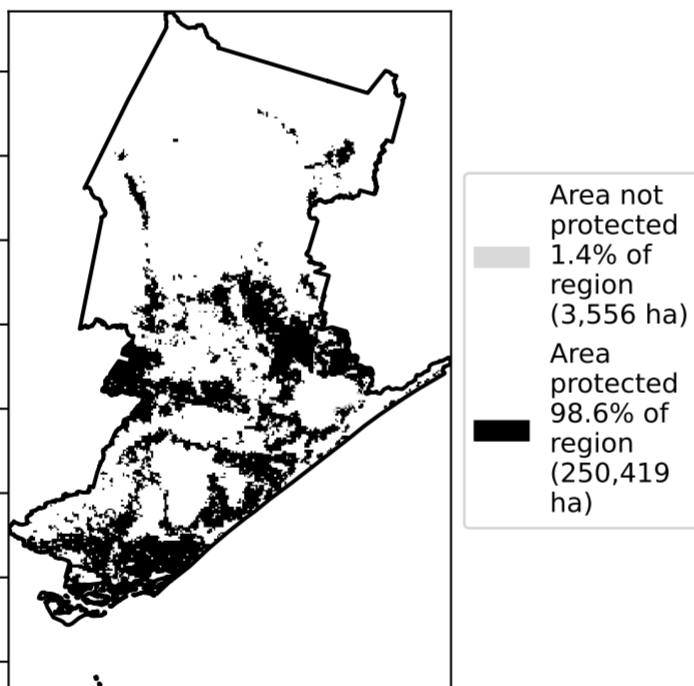 Area not
protected
1.4% of
region
(3,556 ha)
Area
protected
98.6% of
region
(250,419
ha)